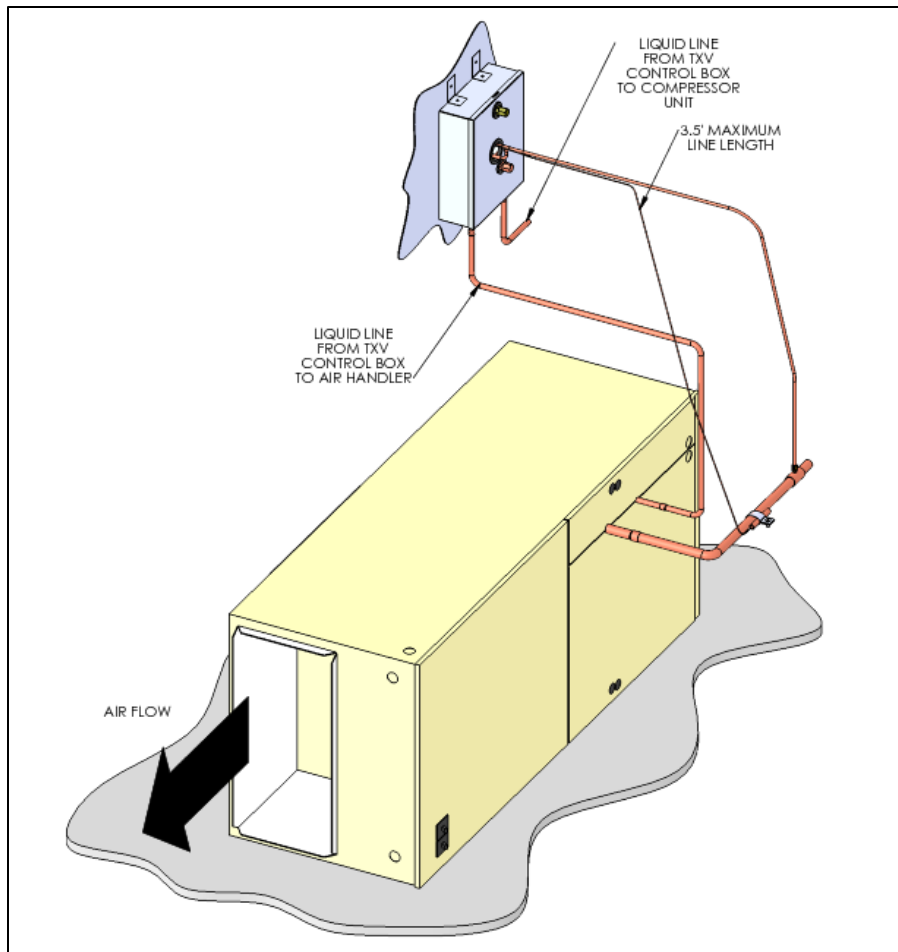 LIQUID LINE
FROM TXV
CONTROL BOX
TO COMPRESSOR
UNIT
3.5' MAXIMUM
LINE LENGTH
LIQUID LINE
FROM TXV
CONTROL BOX
TO AIR HANDLER
AIR FLOW